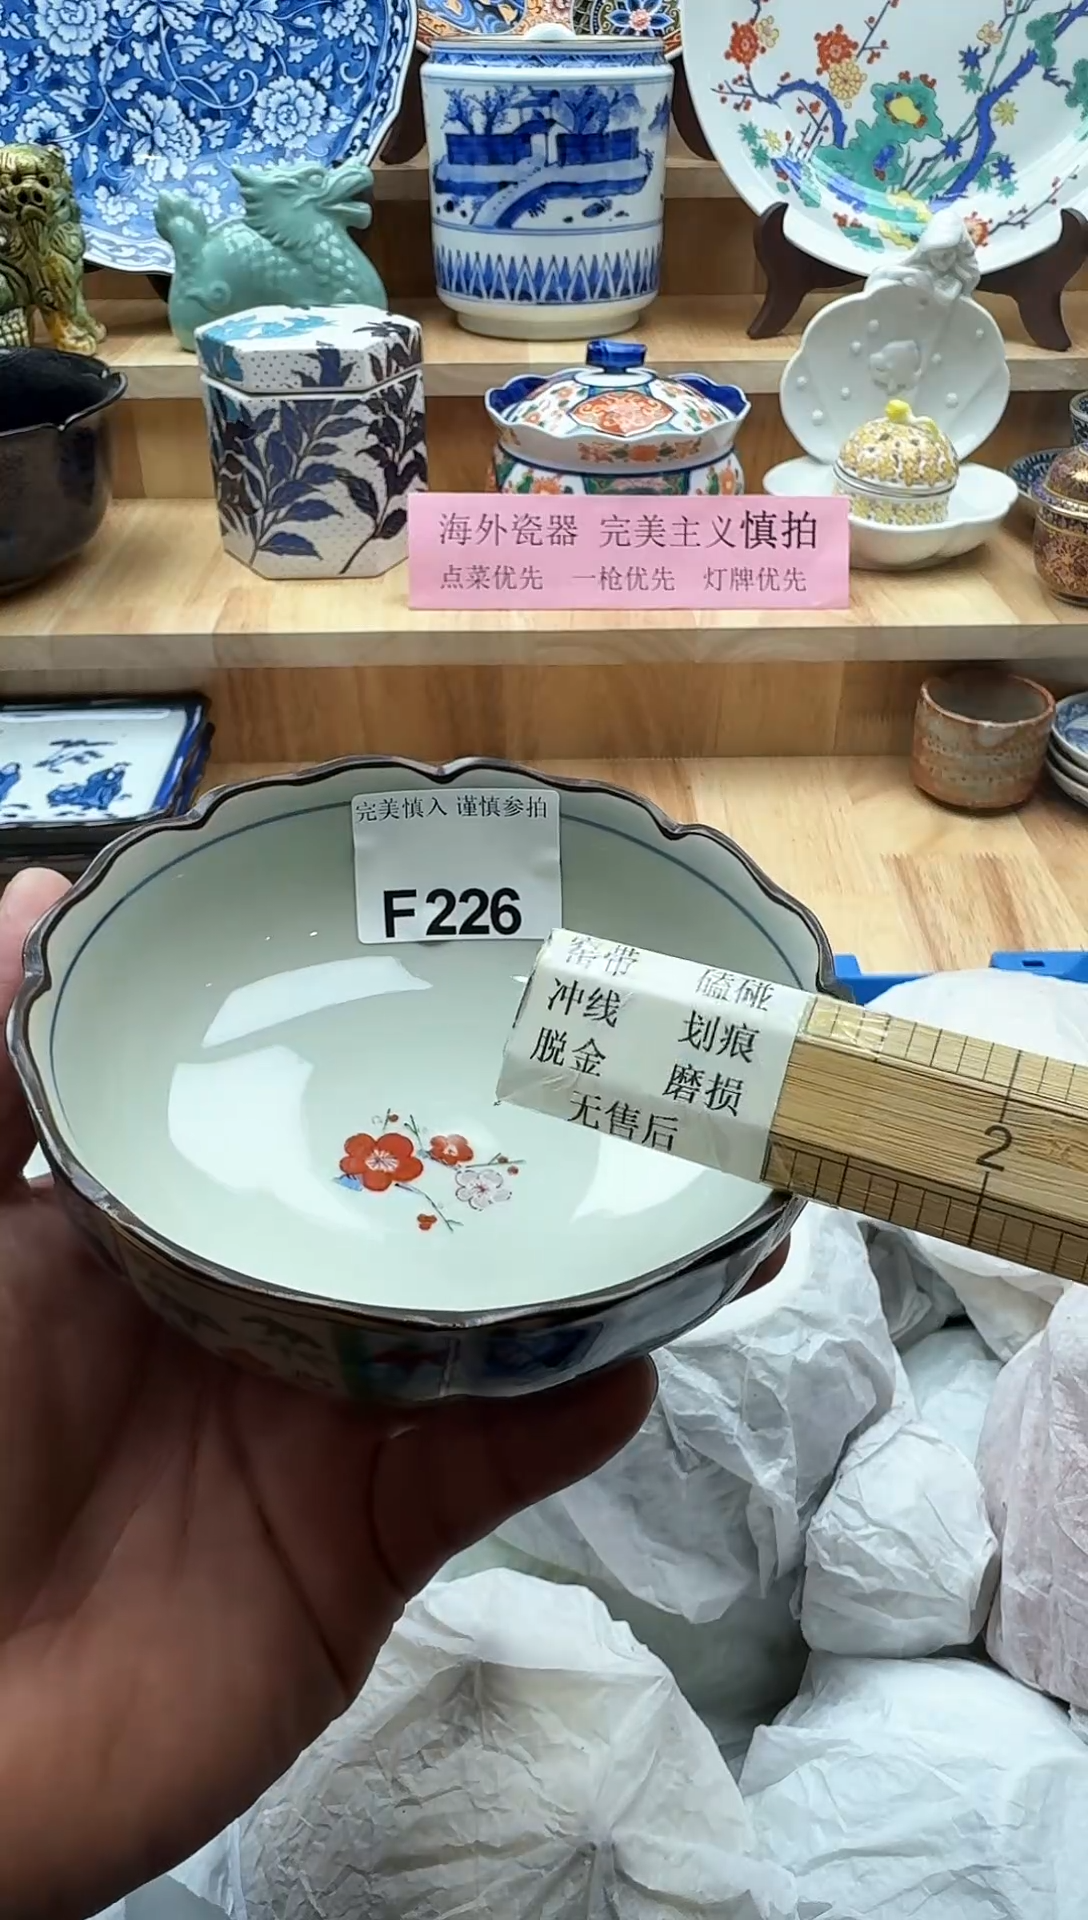 海外瓷器 完美主义慎拍
点菜优先 一枪优先 灯牌优先
完美慎入 谨慎参拍
F226
窑带 磕碰
冲线 划痕
脱金 磨损
无售后
2